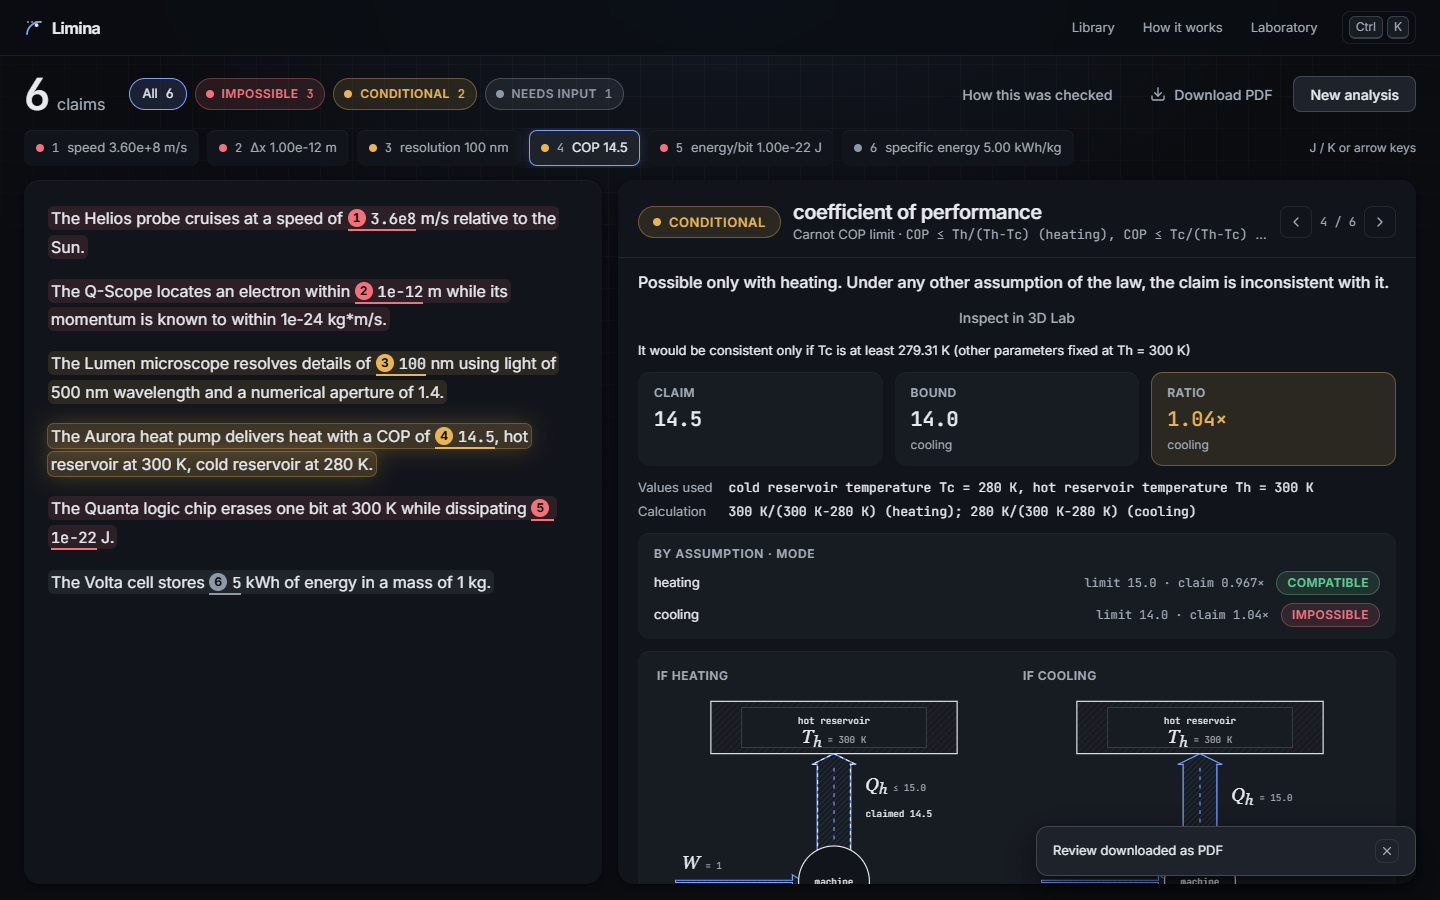 Limina
Library
How it works
Laboratory
Ctrl
K
6 claims
All 6
IMPOSSIBLE 3
CONDITIONAL 2
NEEDS INPUT 1
How this was checked
Download PDF
New analysis
1 speed 3.60e+8 m/s
2 Δx 1.00e-12 m
3 resolution 100 nm
4 COP 14.5
5 energy/bit 1.00e-22 J
6 specific energy 5.00 kWh/kg
J / K or arrow keys
The Helios probe cruises at a speed of 1 3.6e8 m/s relative to the
Sun.
The Q-Scope locates an electron within 2 1e-12 m while its
momentum is known to within 1e-24 kg*m/s.
The Lumen microscope resolves details of 3 100 nm using light of
500 nm wavelength and a numerical aperture of 1.4.
The Aurora heat pump delivers heat with a COP of 4 14.5, hot
reservoir at 300 K, cold reservoir at 280 K.
The Quanta logic chip erases one bit at 300 K while dissipating 5
1e-22 J.
The Volta cell stores 6 5 kWh of energy in a mass of 1 kg.
CONDITIONAL
coefficient of performance
Carnot COP limit · COP ≤ Th/(Th-Tc) (heating), COP ≤ Tc/(Th-Tc) …
4 / 6
Possible only with heating. Under any other assumption of the law, the claim is inconsistent with it.
Inspect in 3D Lab
It would be consistent only if Tc is at least 279.31 K (other parameters fixed at Th = 300 K)
CLAIM
14.5
BOUND
14.0
cooling
RATIO
1.04×
cooling
Values used cold reservoir temperature Tc = 280 K, hot reservoir temperature Th = 300 K
Calculation 300 K/(300 K-280 K) (heating); 280 K/(300 K-280 K) (cooling)
BY ASSUMPTION · MODE
heating limit 15.0 · claim 0.967× COMPATIBLE
cooling limit 14.0 · claim 1.04× IMPOSSIBLE
IF HEATING
hot reservoir
Th = 300 K
Qh ≤ 15.0
claimed 14.5
W = 1
machine
IF COOLING
hot reservoir
Th = 300 K
Qh = 15.0
machine
Review downloaded as PDF